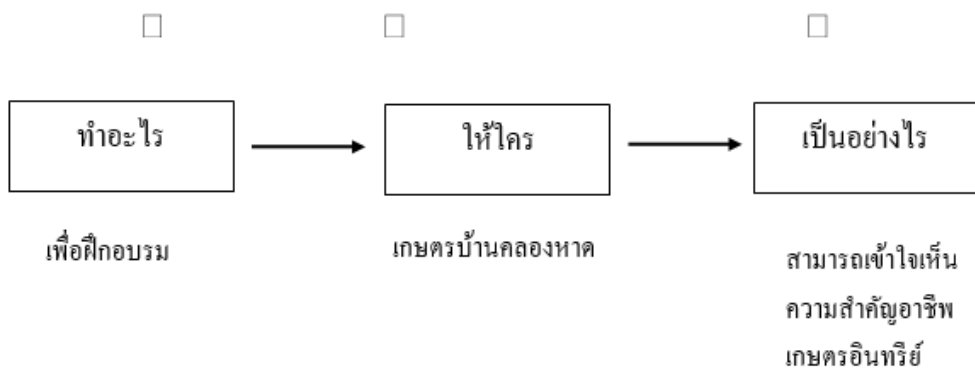 ทำอะไร
ให้ใคร
เป็นอย่างไร
เพื่อฝึกอบรม
เกษตรบ้านคลองหาด
สามารถเข้าใจเห็น
ความสำคัญอาชีพ
เกษตรอินทรีย์